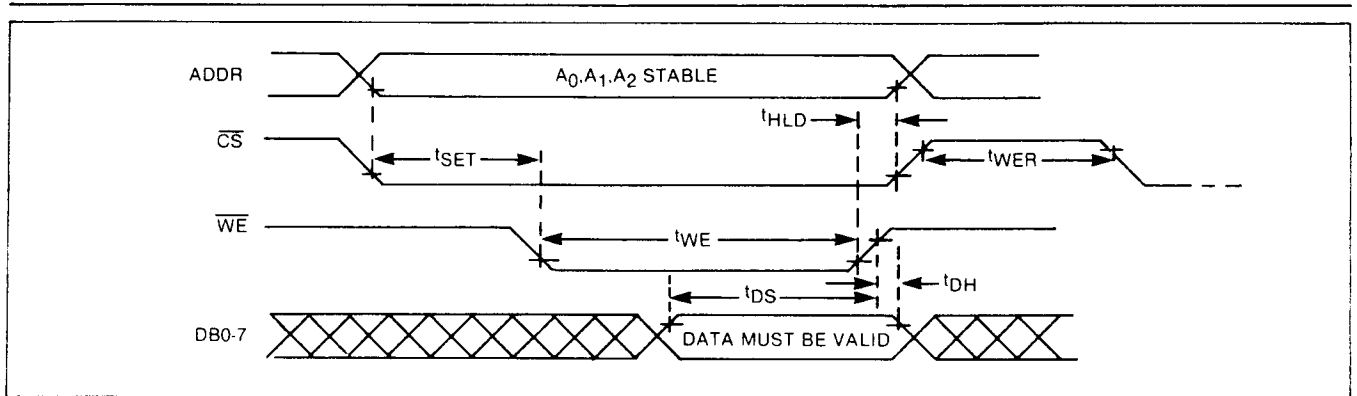 ADDR
A0,A1,A2 STABLE
tHLD
CS
tSET
tWER
WE
tWE
tDH
tDS
DB0-7
DATA MUST BE VALID